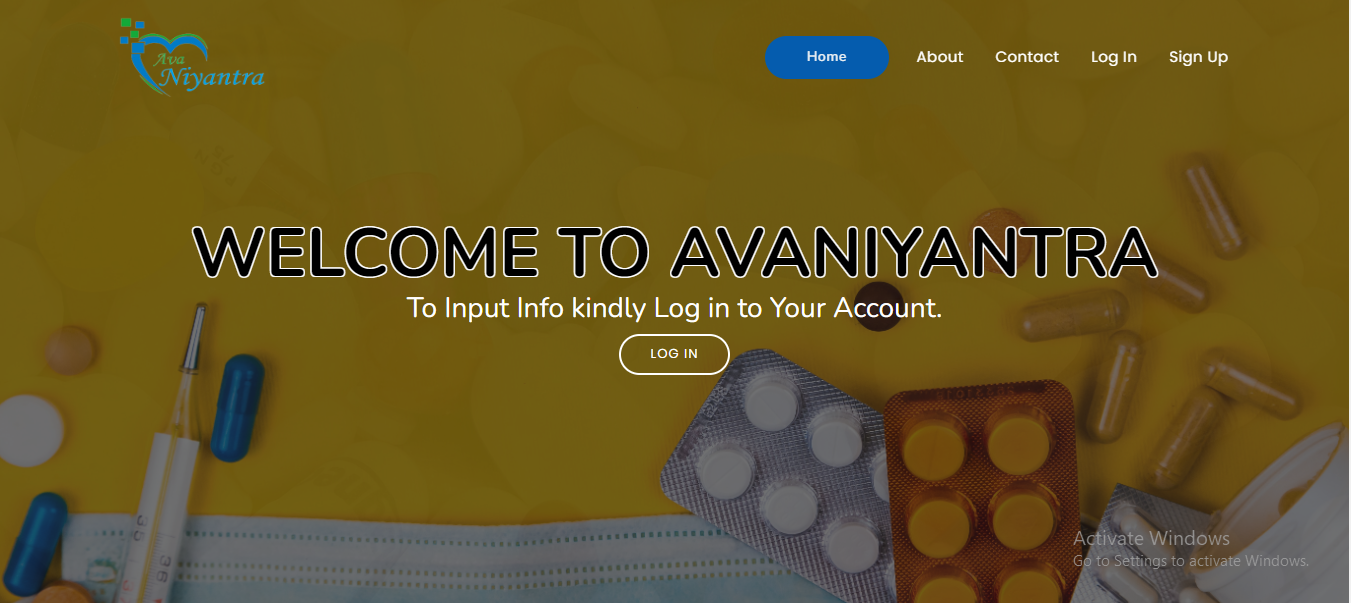 Ava
Niyantra
Home About Contact Log In Sign Up
WELCOME TO AVANIYANTRA
To Input Info kindly Log in to Your Account.
LOG IN
Activate Windows
Go to Settings to activate Windows.